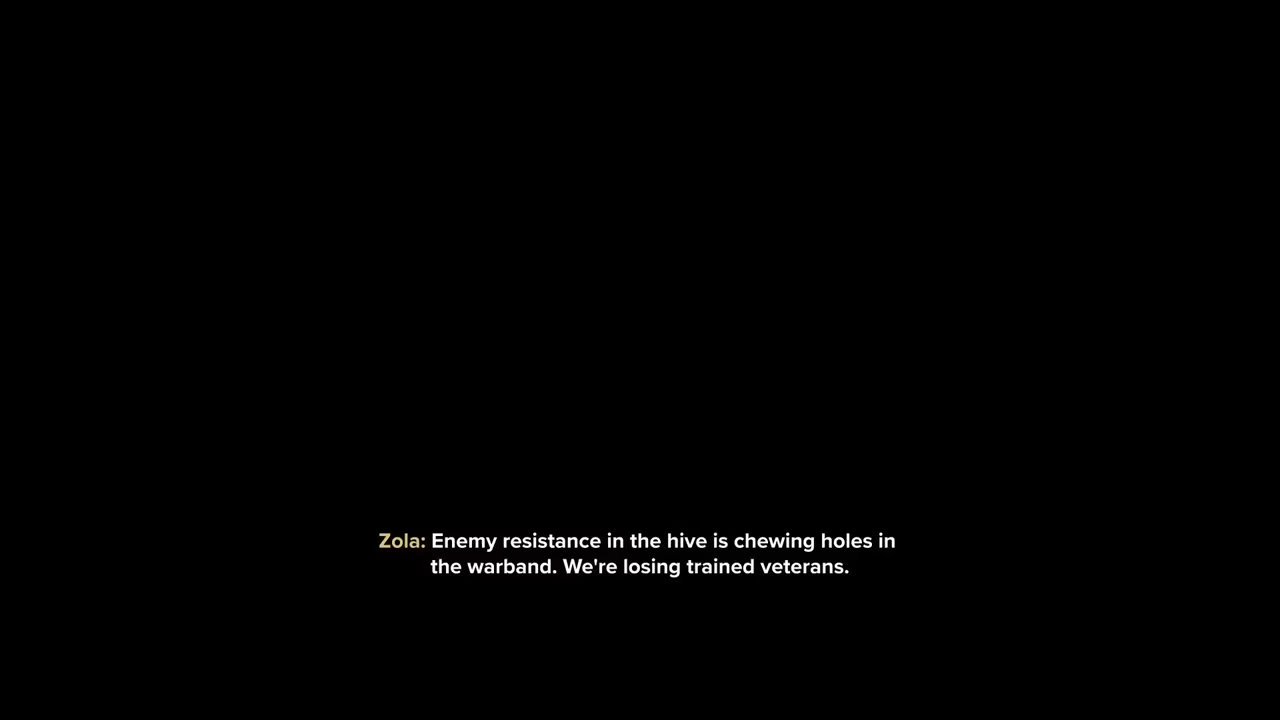 Zola: Enemy resistance in the hive is chewing holes in
the warband. We're losing trained veterans.